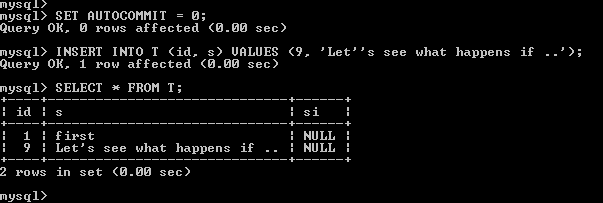 mysql>
mysql> SET AUTOCOMMIT = 0;
Query OK, 0 rows affected (0.00 sec)
mysql> INSERT INTO T (id, s) VALUES (9, 'Let''s see what happens if ..');
Query OK, 1 row affected (0.00 sec)
mysql> SELECT * FROM T;
+----+------------------------------+------+
¦ id ¦ s                            ¦ si   ¦
+----+------------------------------+------+
¦  1 ¦ first                        ¦ NULL ¦
¦  9 ¦ Let's see what happens if .. ¦ NULL ¦
+----+------------------------------+------+
2 rows in set (0.00 sec)
mysql>